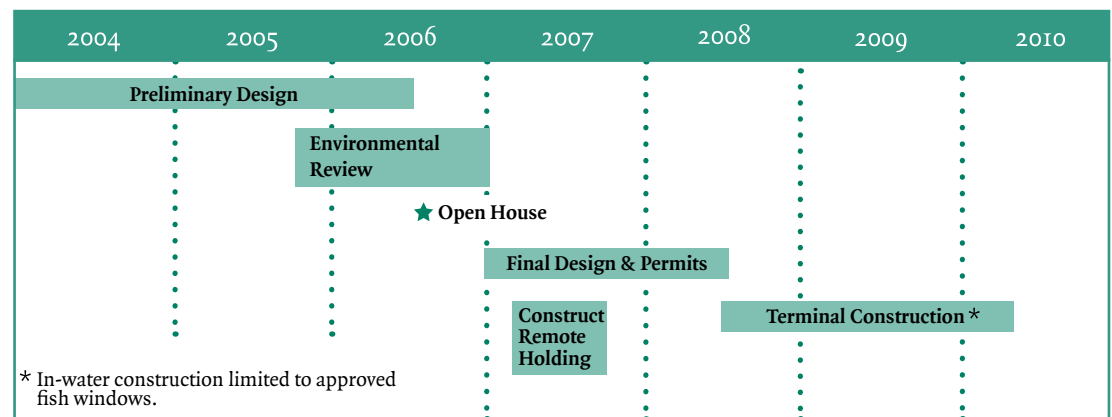 2004 2005 2006 2007 2008 2009 2010
Preliminary Design
Environmental
Review
★ Open House
Final Design & Permits
Construct
Remote
Holding
Terminal Construction *
* In-water construction limited to approved
fish windows.